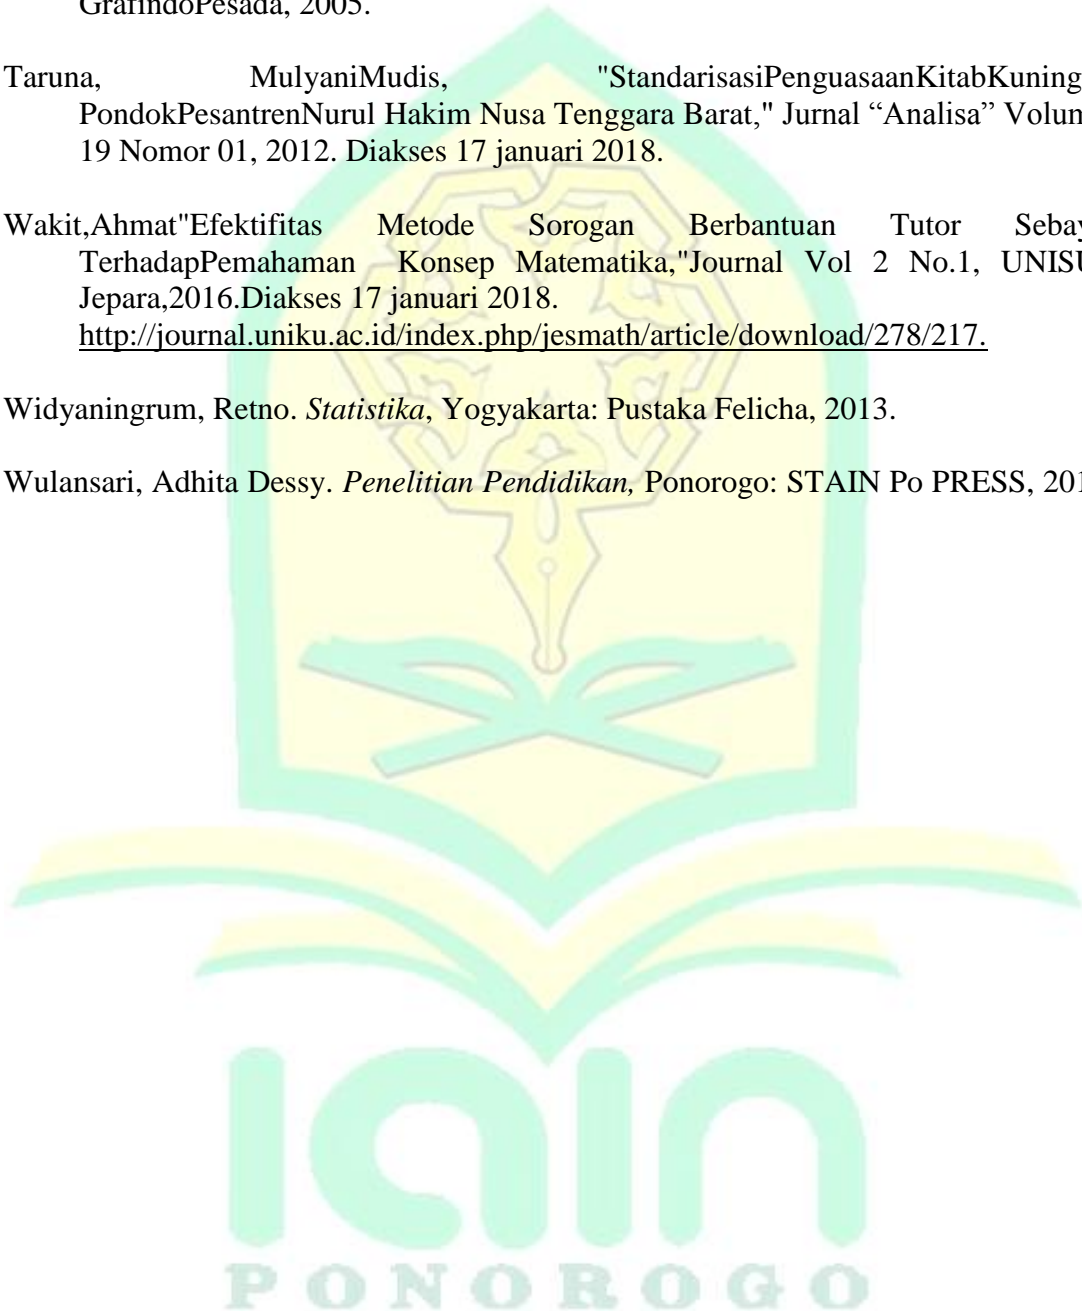 GrafindoPesada, 2005.
Taruna, MulyaniMudis, "StandarisasiPenguasaanKitabKuning
PondokPesantrenNurul Hakim Nusa Tenggara Barat," Jurnal “Analisa” Volum
19 Nomor 01, 2012. Diakses 17 januari 2018.
Wakit,Ahmat"Efektifitas Metode Sorogan Berbantuan Tutor Sebay
TerhadapPemahaman Konsep Matematika,"Journal Vol 2 No.1, UNISU
Jepara,2016.Diakses 17 januari 2018.
http://journal.uniku.ac.id/index.php/jesmath/article/download/278/217.
Widyaningrum, Retno. Statistika, Yogyakarta: Pustaka Felicha, 2013.
Wulansari, Adhita Dessy. Penelitian Pendidikan, Ponorogo: STAIN Po PRESS, 201
iain
PONOROGO